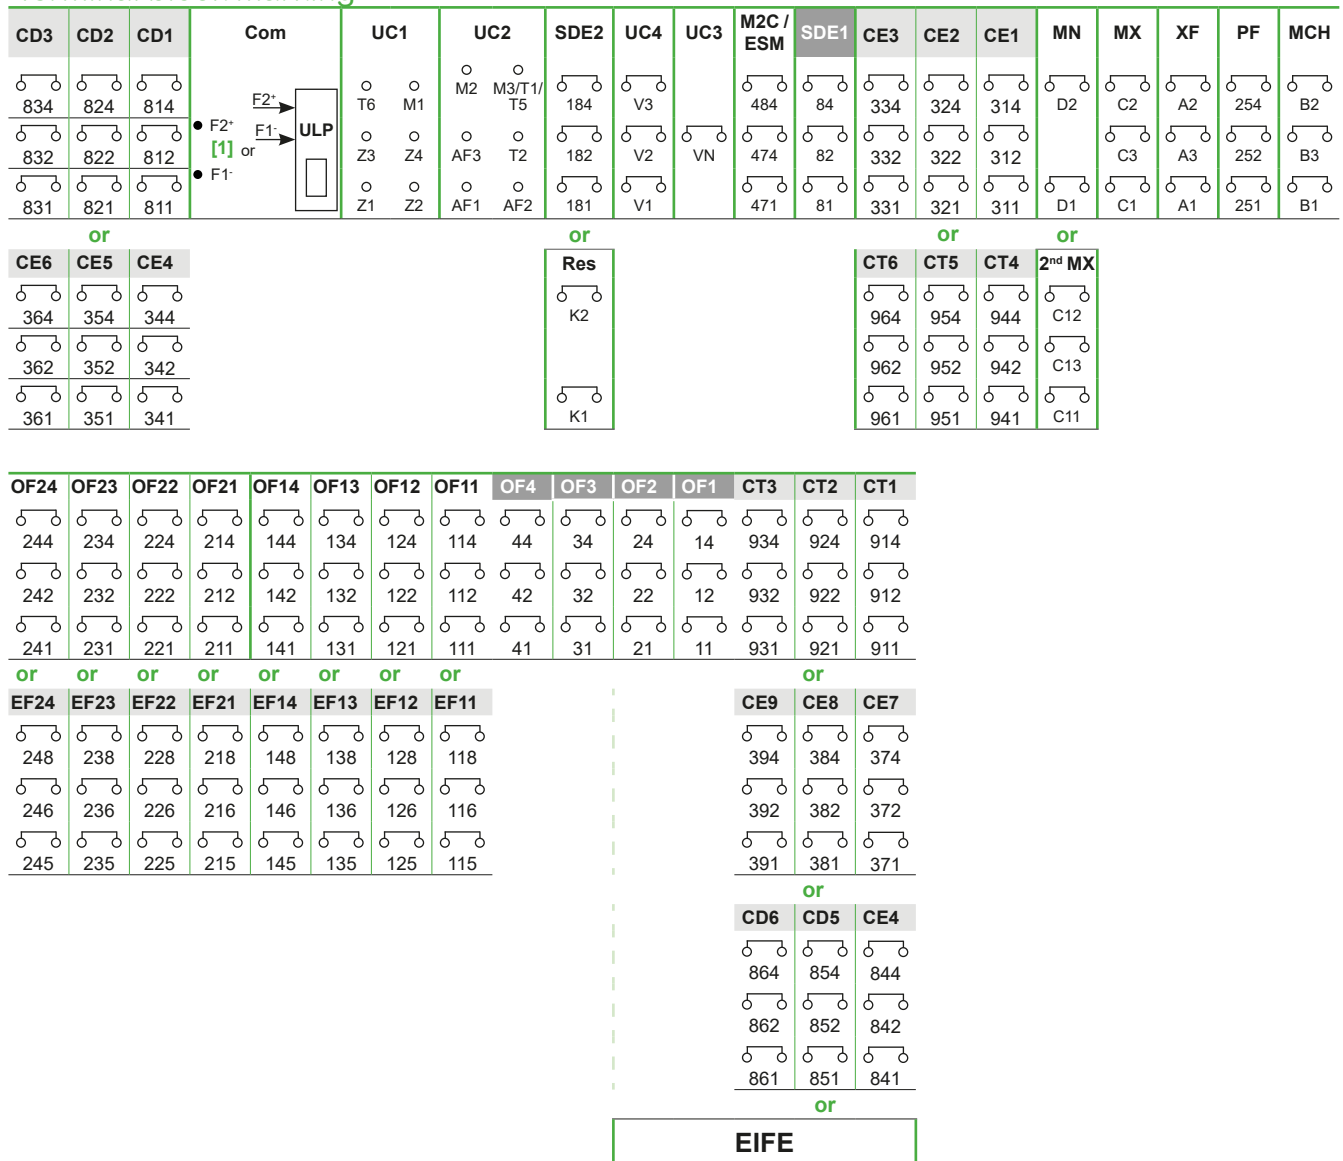 CD3 CD2 CD1 Com UC1 UC2 SDE2 UC4 UC3 M2C / ESM SDE1 CE3 CE2 CE1 MN MX XF PF MCH
M2 M3/T1/ T5
834 824 814 F2+ T6 M1 184 V3 484 84 334 324 314 D2 C2 A2 254 B2
F2+ F1- ULP
832 822 812 [1] or Z3 Z4 AF3 T2 182 V2 VN 474 82 332 322 312 C3 A3 252 B3
F1-
831 821 811 Z1 Z2 AF1 AF2 181 V1 471 81 331 321 311 D1 C1 A1 251 B1
or or or or
CE6 CE5 CE4 Res CT6 CT5 CT4 2nd MX
364 354 344 K2 964 954 944 C12
362 352 342 962 952 942 C13
361 351 341 K1 961 951 941 C11
OF24 OF23 OF22 OF21 OF14 OF13 OF12 OF11 OF4 OF3 OF2 OF1 CT3 CT2 CT1
244 234 224 214 144 134 124 114 44 34 24 14 934 924 914
242 232 222 212 142 132 122 112 42 32 22 12 932 922 912
241 231 221 211 141 131 121 111 41 31 21 11 931 921 911
or or or or or or or or or
EF24 EF23 EF22 EF21 EF14 EF13 EF12 EF11 CE9 CE8 CE7
248 238 228 218 148 138 128 118 394 384 374
246 236 226 216 146 136 126 116 392 382 372
245 235 225 215 145 135 125 115 391 381 371
or
CD6 CD5 CE4
864 854 844
862 852 842
861 851 841
or
EIFE